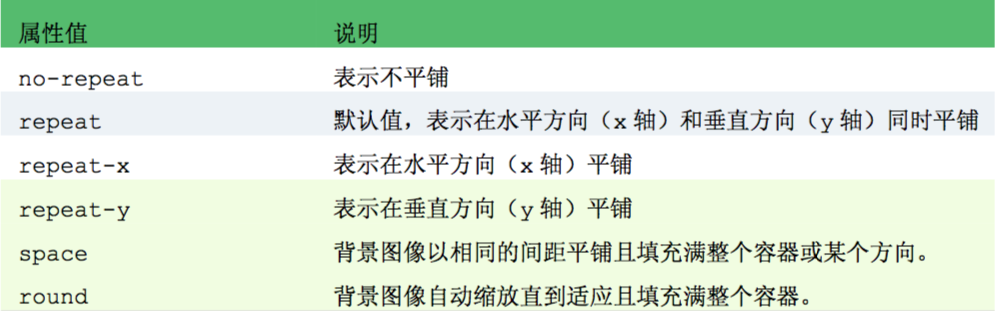 属性值 说明
no-repeat 表示不平铺
repeat 默认值，表示在水平方向（x 轴）和垂直方向（y 轴）同时平铺
repeat-x 表示在水平方向（x 轴）平铺
repeat-y 表示在垂直方向（y 轴）平铺
space 背景图像以相同的间距平铺且填充满整个容器或某个方向。
round 背景图像自动缩放直到适应且填充满整个容器。